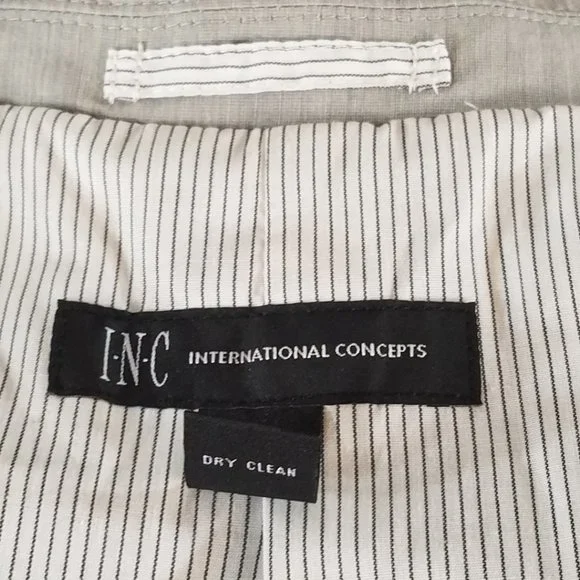 I·N·C INTERNATIONAL CONCEPTS
DRY CLEAN